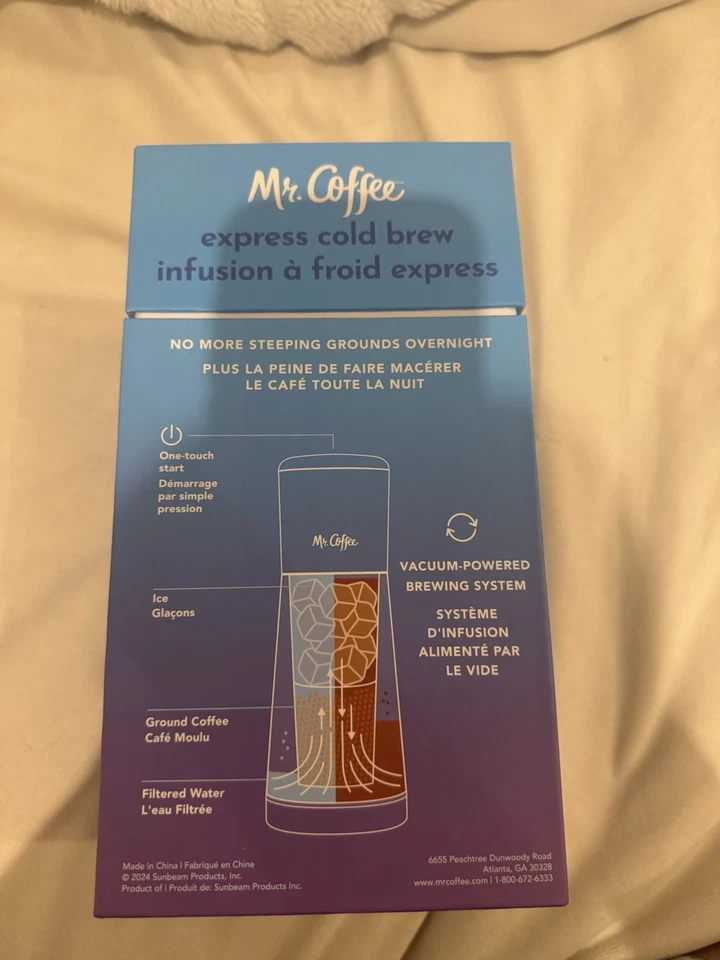 Mr. Coffee
express cold brew
infusion à froid express
NO MORE STEEPING GROUNDS OVERNIGHT
PLUS LA PEINE DE FAIRE MACÉRER
LE CAFÉ TOUTE LA NUIT
One-touch
start
Démarrage
par simple
pression
Mr. Coffee
VACUUM-POWERED
BREWING SYSTEM
SYSTÈME
D'INFUSION
ALIMENTÉ PAR
LE VIDE
Ice
Glaçons
Ground Coffee
Café Moulu
Filtered Water
L'eau Filtrée
Made in China | Fabriqué en Chine
© 2024 Sunbeam Products, Inc.
Product of | Produit de: Sunbeam Products Inc.
6655 Peachtree Dunwoody Road
Atlanta, GA 30328
www.mrcoffee.com | 1-800-672-6333